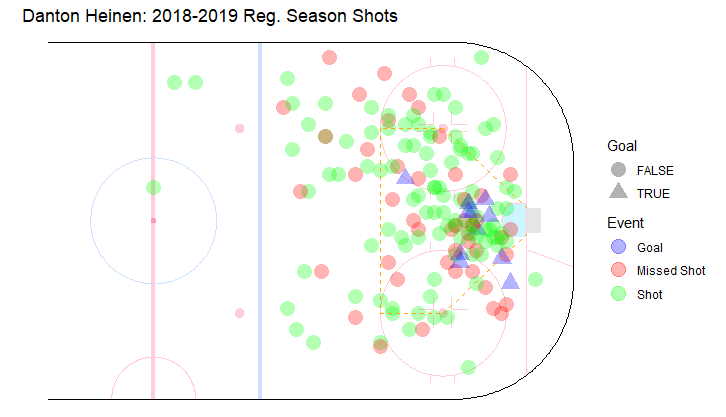 Danton Heinen: 2018-2019 Reg. Season Shots
Goal
FALSE
TRUE
Event
Goal
Missed Shot
Shot